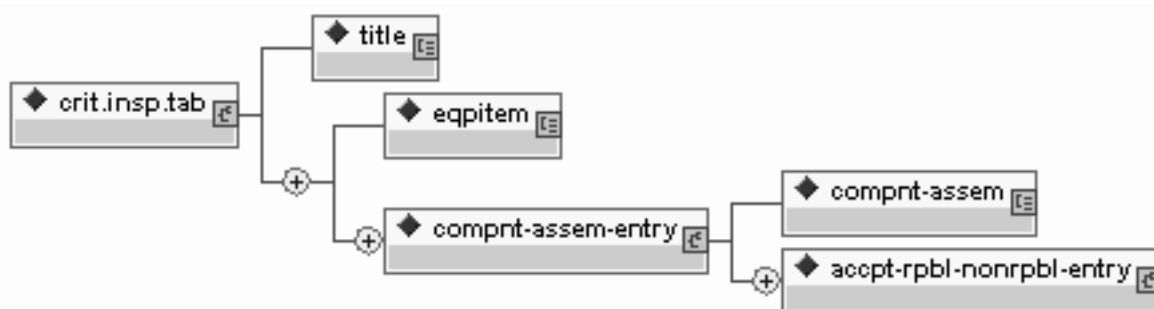 title
crit.insp.tab
eqpitem
compnt-assem
compnt-assem-entry
accpt-rpbl-nonrpbl-entry